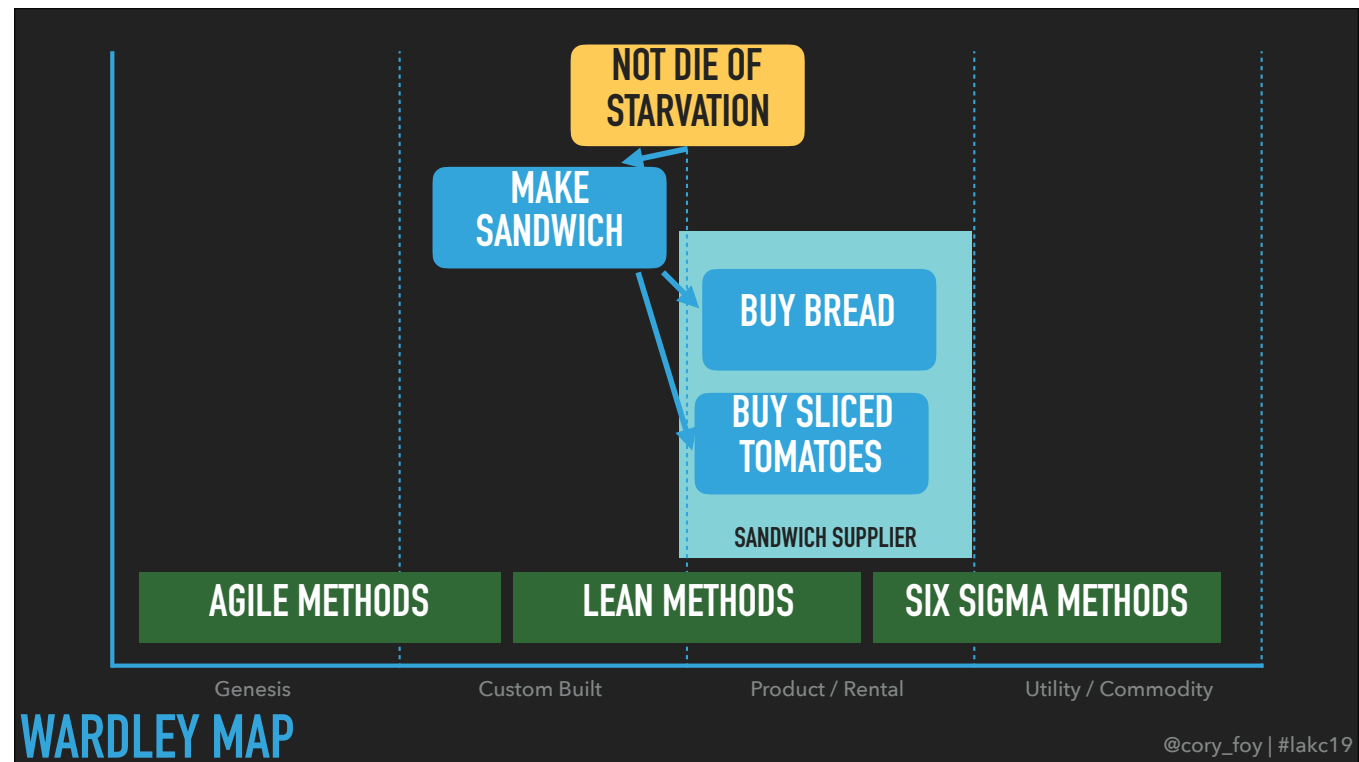 NOT DIE OF
STARVATION
MAKE
SANDWICH
BUY BREAD
BUY SLICED
TOMATOES
SANDWICH SUPPLIER
AGILE METHODS
LEAN METHODS
SIX SIGMA METHODS
Genesis
Custom Built
Product / Rental
Utility / Commodity
WARDLEY MAP
@cory_foy | #lakc19